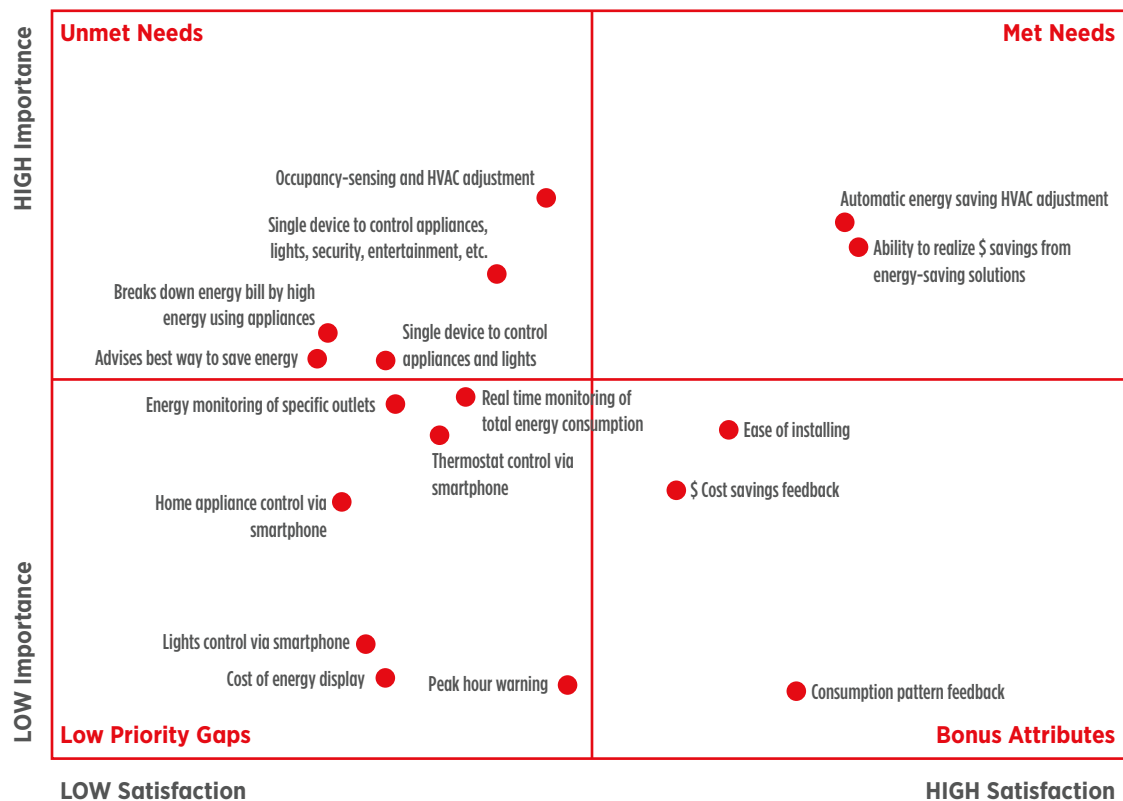 Unmet Needs
Met Needs
HIGH Importance
Occupancy-sensing and HVAC adjustment
Single device to control appliances,
lights, security, entertainment, etc.
Breaks down energy bill by high
energy using appliances
Advises best way to save energy
Single device to control
appliances and lights
Automatic energy saving HVAC adjustment
Ability to realize $ savings from
energy-saving solutions
Energy monitoring of specific outlets
Real time monitoring of
total energy consumption
Thermostat control via
smartphone
Home appliance control via
smartphone
Ease of installing
$ Cost savings feedback
LOW Importance
Lights control via smartphone
Cost of energy display
Peak hour warning
Consumption pattern feedback
Low Priority Gaps
Bonus Attributes
LOW Satisfaction
HIGH Satisfaction